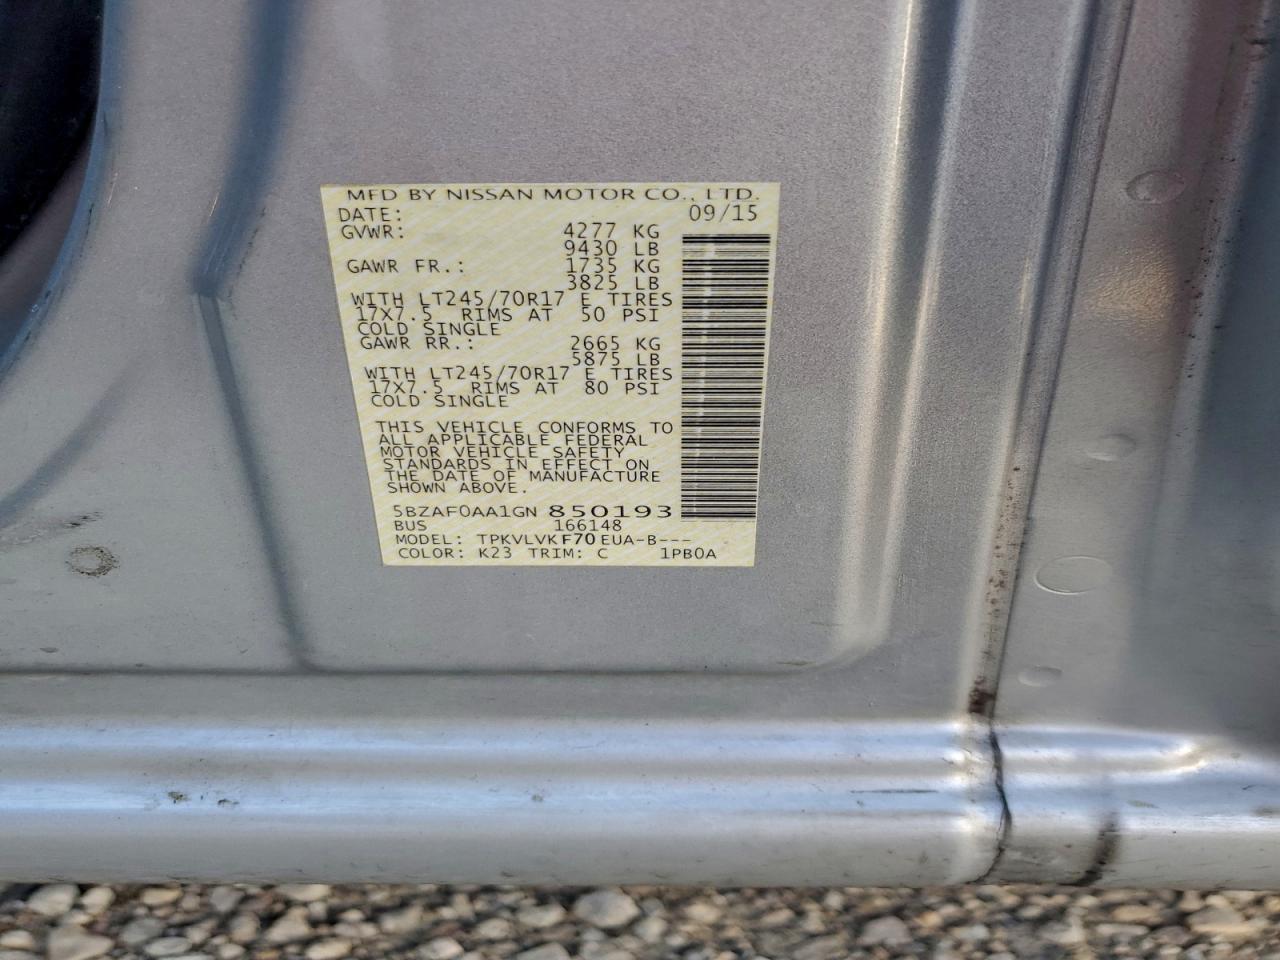 MFD BY NISSAN MOTOR CO., LTD.
DATE: 09/15
GVWR: 4277 KG
9430 LB
GAWR FR.: 1735 KG
3825 LB
WITH LT245/70R17 E TIRES
17X7.5 RIMS AT 50 PSI
COLD SINGLE
GAWR RR.: 2665 KG
5875 LB
WITH LT245/70R17 E TIRES
17X7.5 RIMS AT 80 PSI
COLD SINGLE
THIS VEHICLE CONFORMS TO
ALL APPLICABLE FEDERAL
MOTOR VEHICLE SAFETY
STANDARDS IN EFFECT ON
THE DATE OF MANUFACTURE
SHOWN ABOVE.
5BZAF0AA1GN 850193
BUS 166148
MODEL: TPKVLVKF70EUA-B---
COLOR: K23 TRIM: C 1PB0A